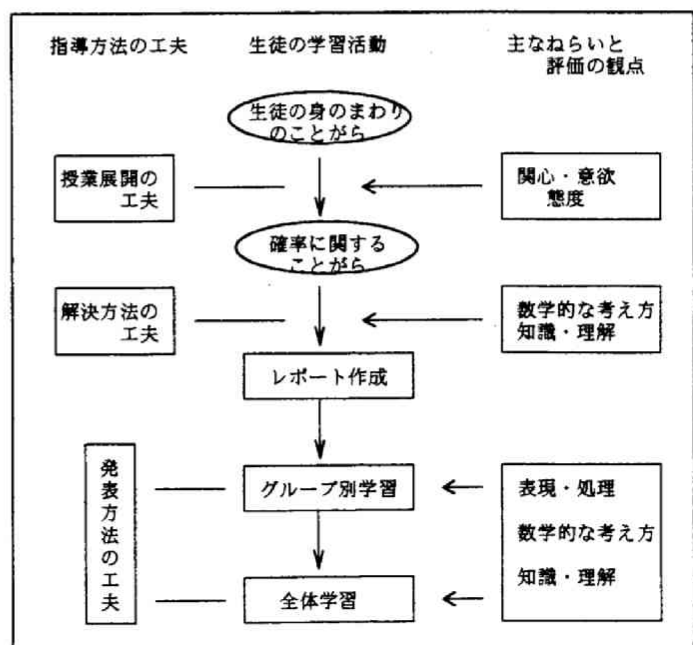 指導方法の工夫 生徒の学習活動 主なねらいと
評価の観点
生徒の身のまわり
のことがら
授業展開の
工夫
関心・意欲
態度
確率に関する
ことがら
解決方法の
工夫
数学的な考え方
知識・理解
レポート作成
発表方法の工夫
グループ別学習
表現・処理
数学的な考え方
知識・理解
全体学習